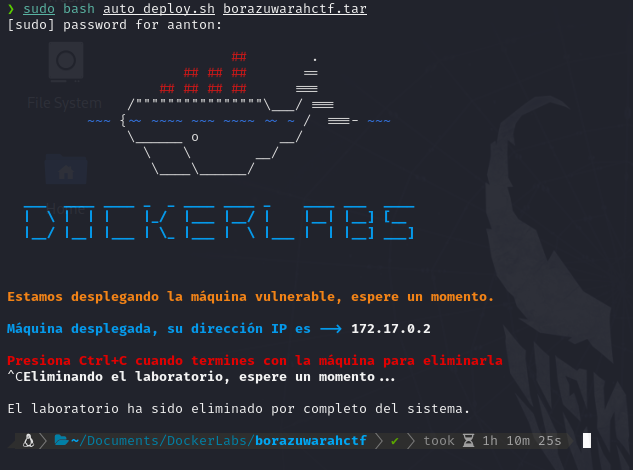 ❯ sudo bash auto_deploy.sh borazuwarahctf.tar
[sudo] password for aanton:
File System
Home
DOCKERLABS
Estamos desplegando la máquina vulnerable, espere un momento.
Máquina desplegada, su dirección IP es --> 172.17.0.2
Presiona Ctrl+C cuando termines con la máquina para eliminarla
^CEliminando el laboratorio, espere un momento...
El laboratorio ha sido eliminado por completo del sistema.
~/Documents/DockerLabs/borazuwarahctf ✔ took 1h 10m 25s